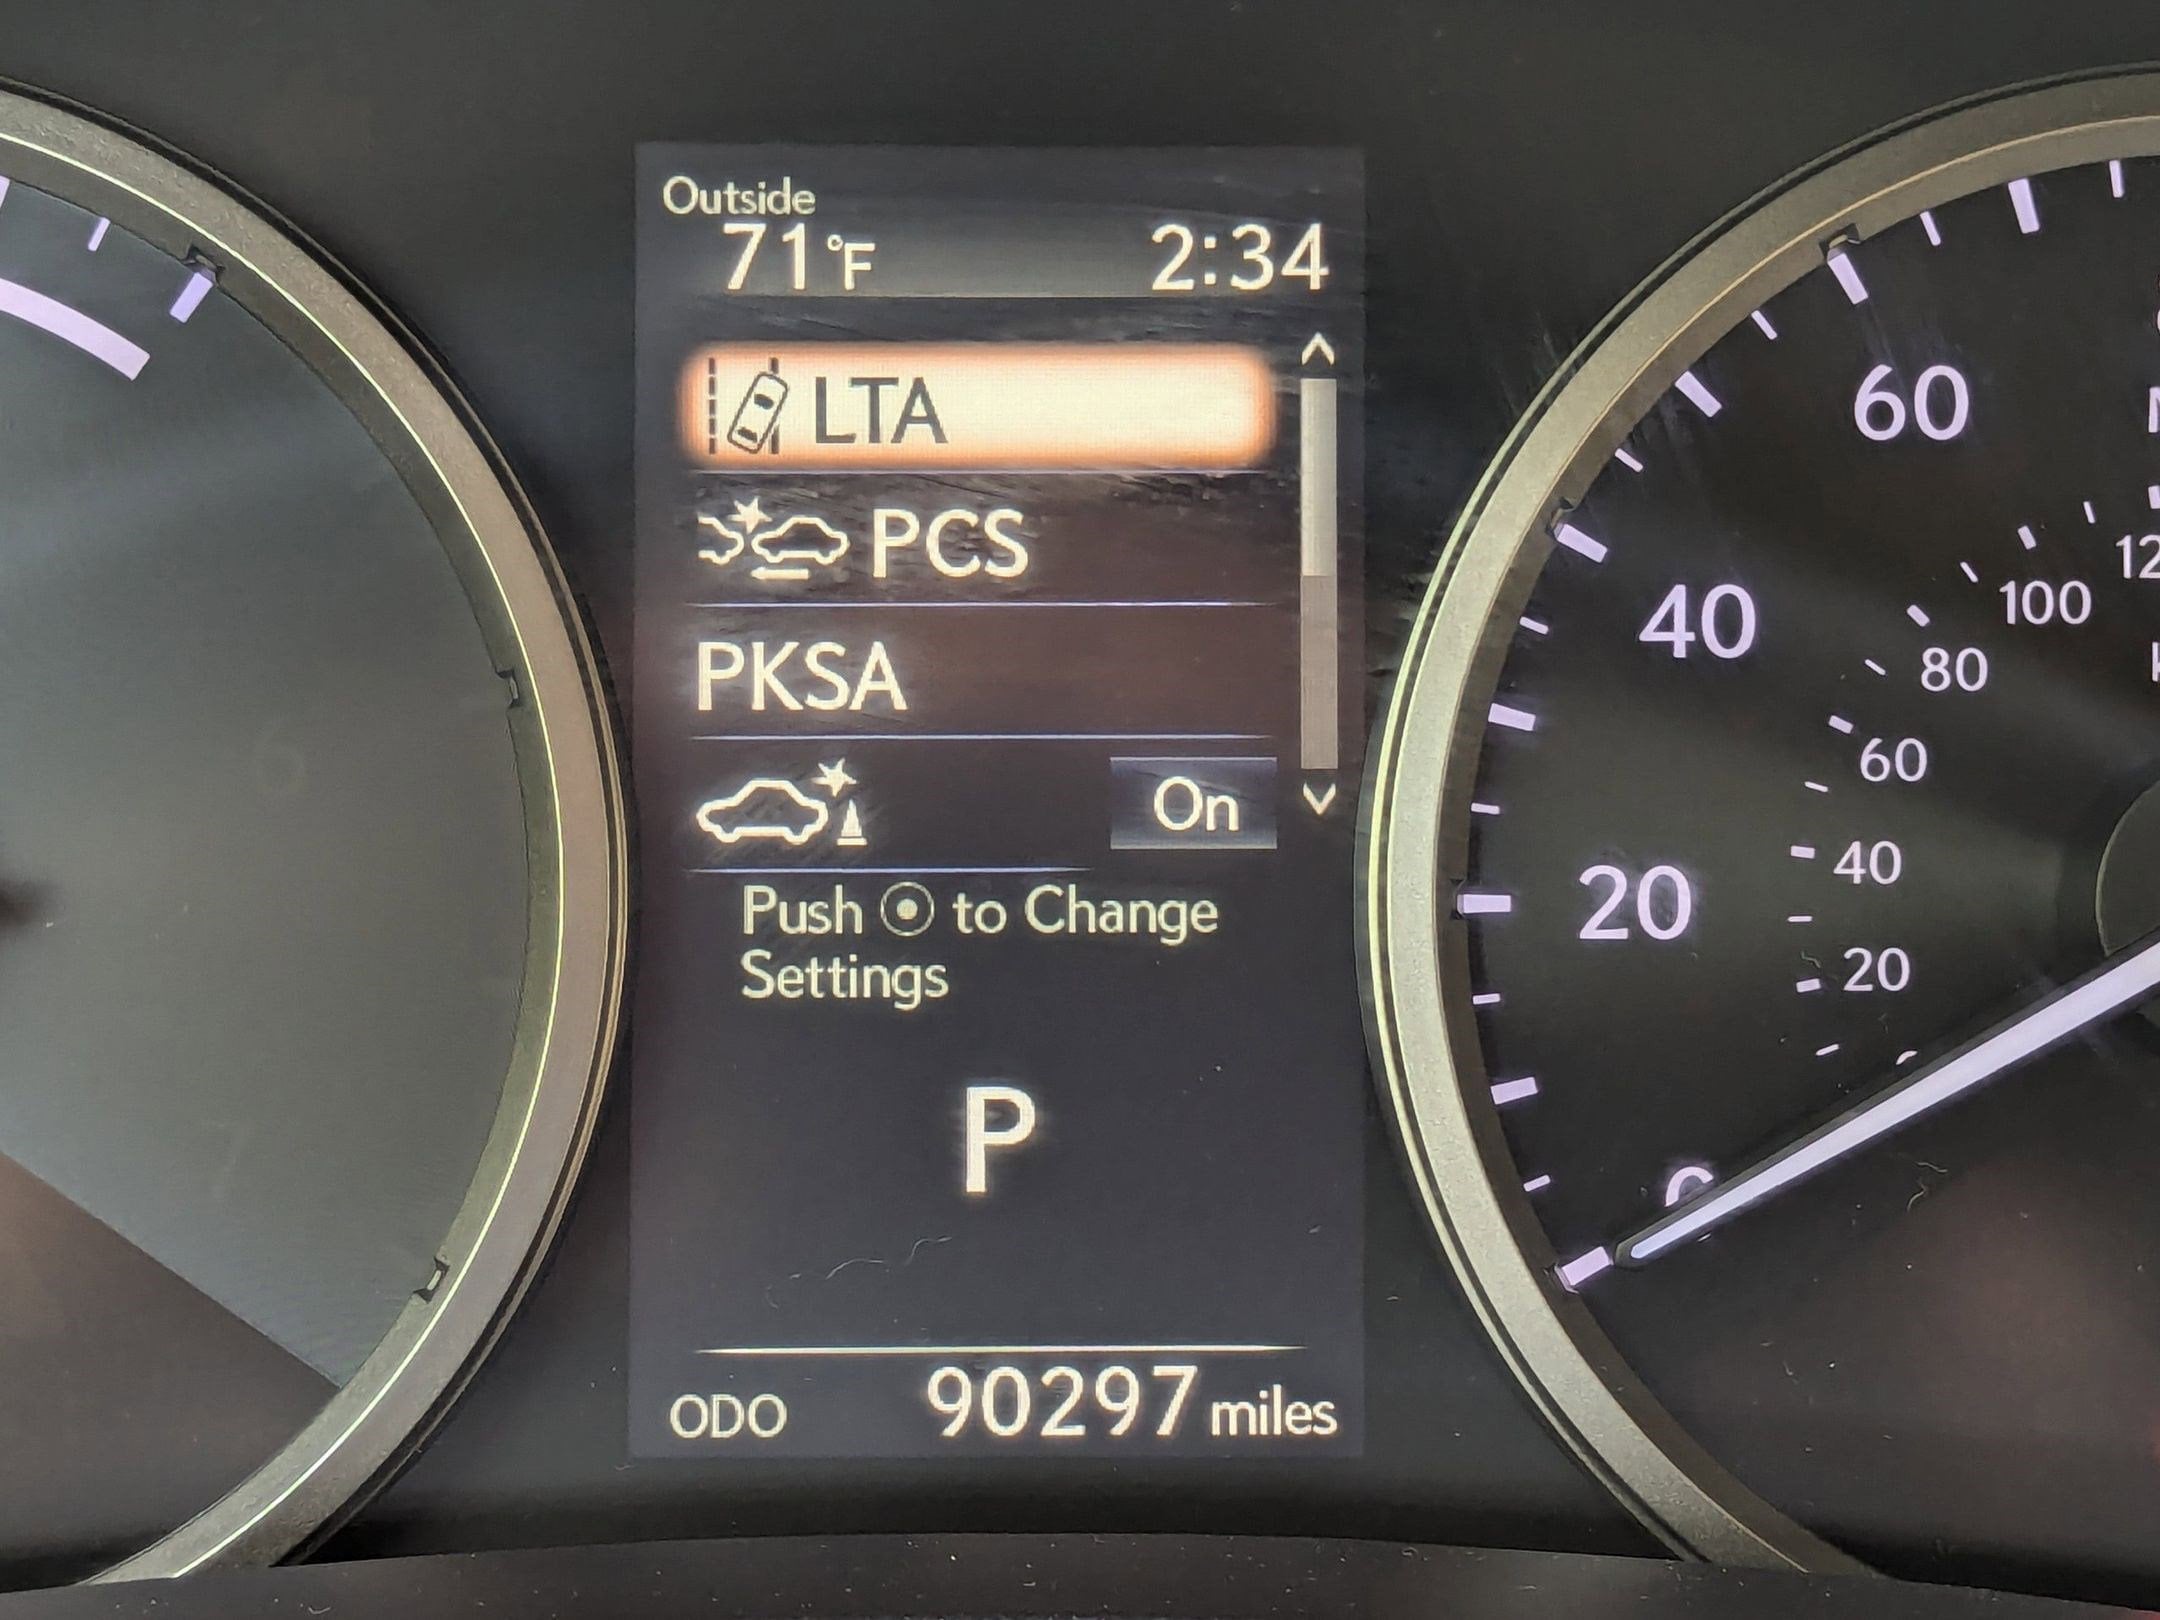 Outside
71°F 2:34
LTA
PCS
PKSA
On
Push to Change
Settings
P
ODO 90297 miles
60
40
20
100
80
60
40
20